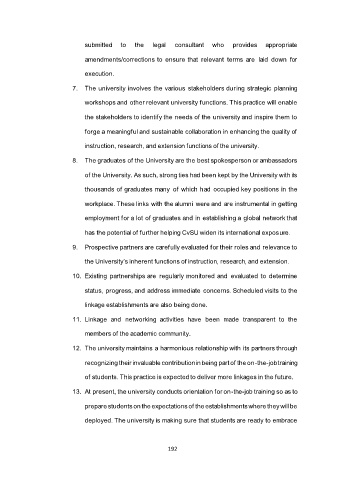 submitted to the legal consultant who provides appropriate
amendments/corrections to ensure that relevant terms are laid down for
execution.
7. The university involves the various stakeholders during strategic planning
workshops and other relevant university functions. This practice will enable
the stakeholders to identify the needs of the university and inspire them to
forge a meaningful and sustainable collaboration in enhancing the quality of
instruction, research, and extension functions of the university.
8. The graduates of the University are the best spokesperson or ambassadors
of the University. As such, strong ties had been kept by the University with its
thousands of graduates many of which had occupied key positions in the
workplace. These links with the alumni were and are instrumental in getting
employment for a lot of graduates and in establishing a global network that
has the potential of further helping CvSU widen its international exposure.
9. Prospective partners are carefully evaluated for their roles and relevance to
the University's inherent functions of instruction, research, and extension.
10. Existing partnerships are regularly monitored and evaluated to determine
status, progress, and address immediate concerns. Scheduled visits to the
linkage establishments are also being done.
11. Linkage and networking activities have been made transparent to the
members of the academic community.
12. The university maintains a harmonious relationship with its partners through
recognizing their invaluable contribution in being part of the on-the-job training
of students. This practice is expected to deliver more linkages in the future.
13. At present, the university conducts orientation for on-the-job training so as to
prepare students on the expectations of the establishments where they will be
deployed. The university is making sure that students are ready to embrace
192